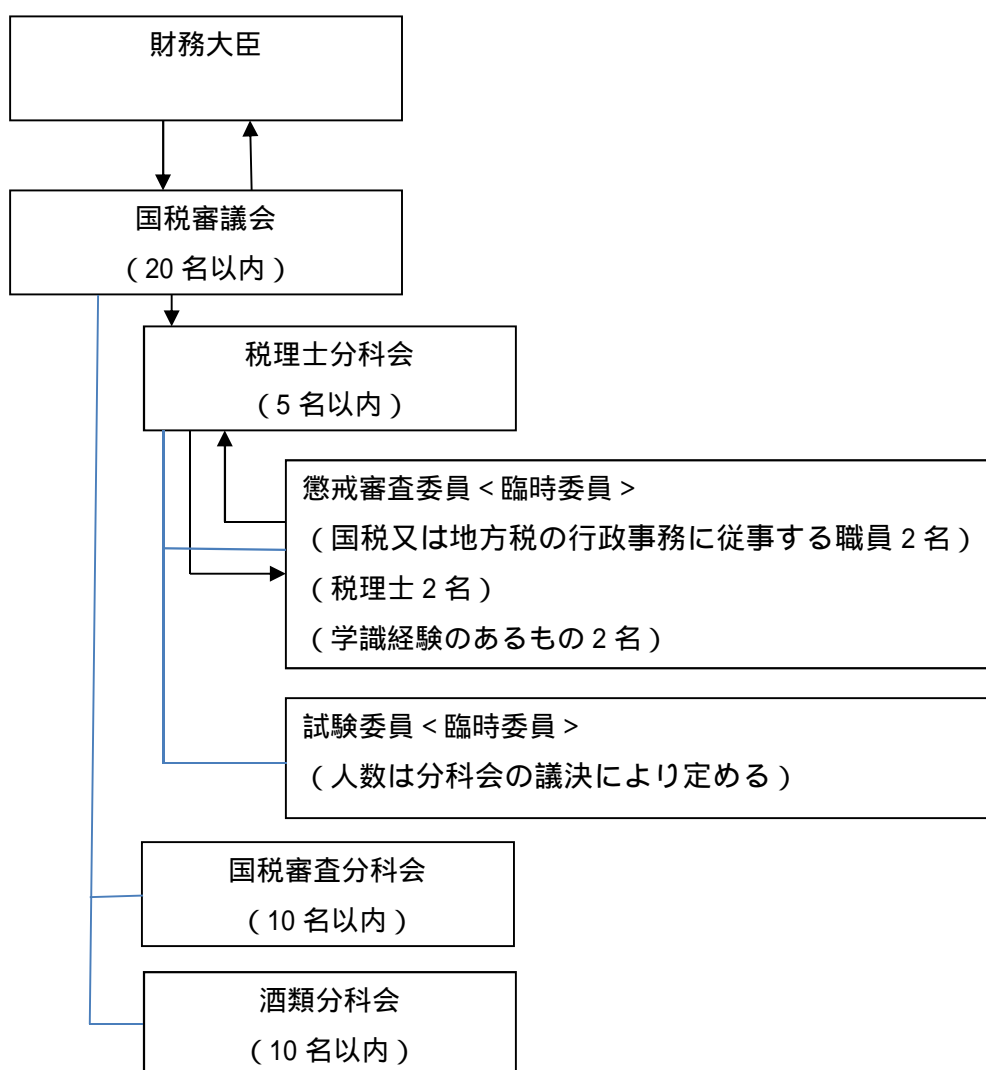 財務大臣
国税審議会
（20 名以内）
税理士分科会
（5 名以内）
懲戒審査委員＜臨時委員＞
（国税又は地方税の行政事務に従事する職員 2 名）
（税理士 2 名）
（学識経験のあるもの 2 名）
試験委員＜臨時委員＞
（人数は分科会の議決により定める）
国税審査分科会
（10 名以内）
酒類分科会
（10 名以内）